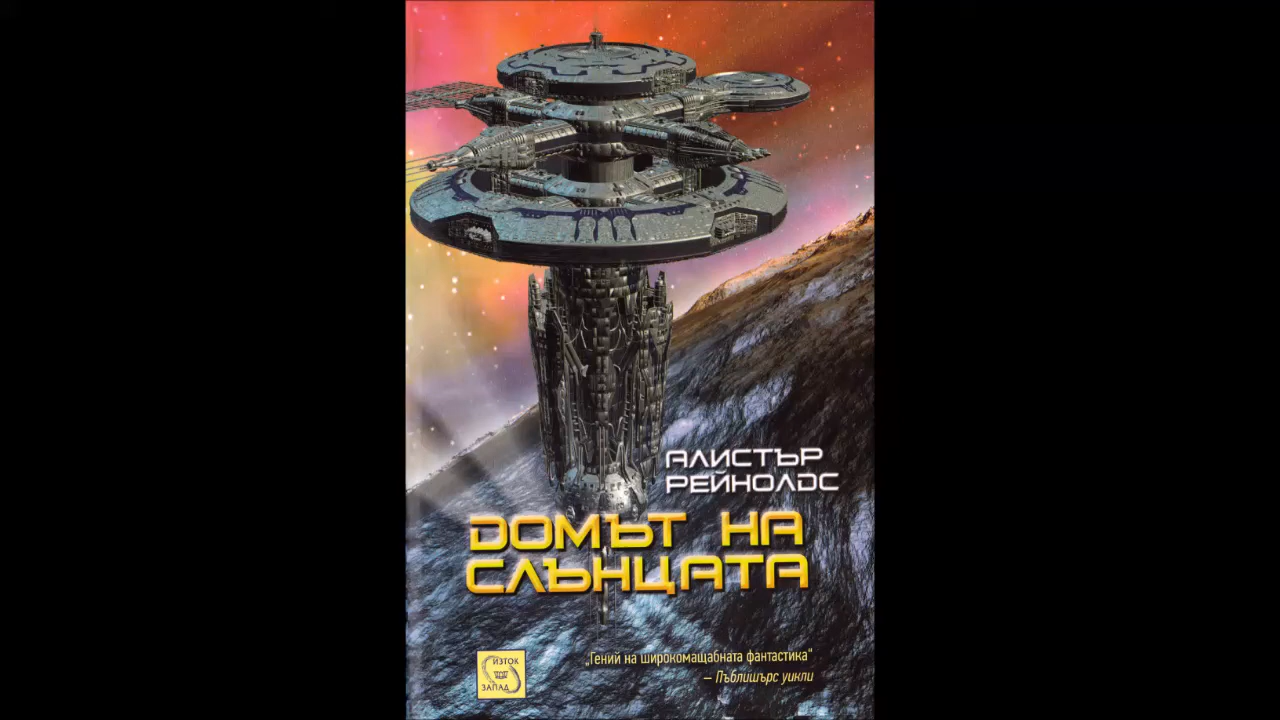 АЛИСТЪР
РЕЙНОЛДС
ДОМЪТ НА
СЛЪНЦАТА
„Гений на широкомащабната фантастика“
– Пъблишърс уикли
ИЗТОК
ЗАПАД